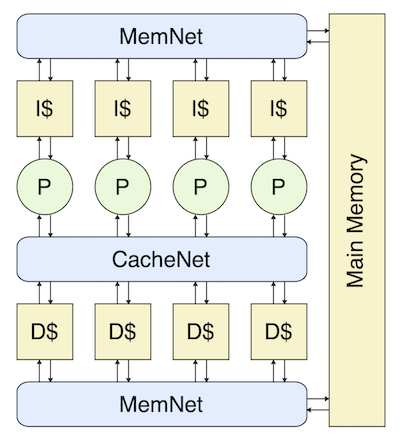 MemNet
I$ I$ I$ I$
P P P P
CacheNet
D$ D$ D$ D$
MemNet
Main Memory